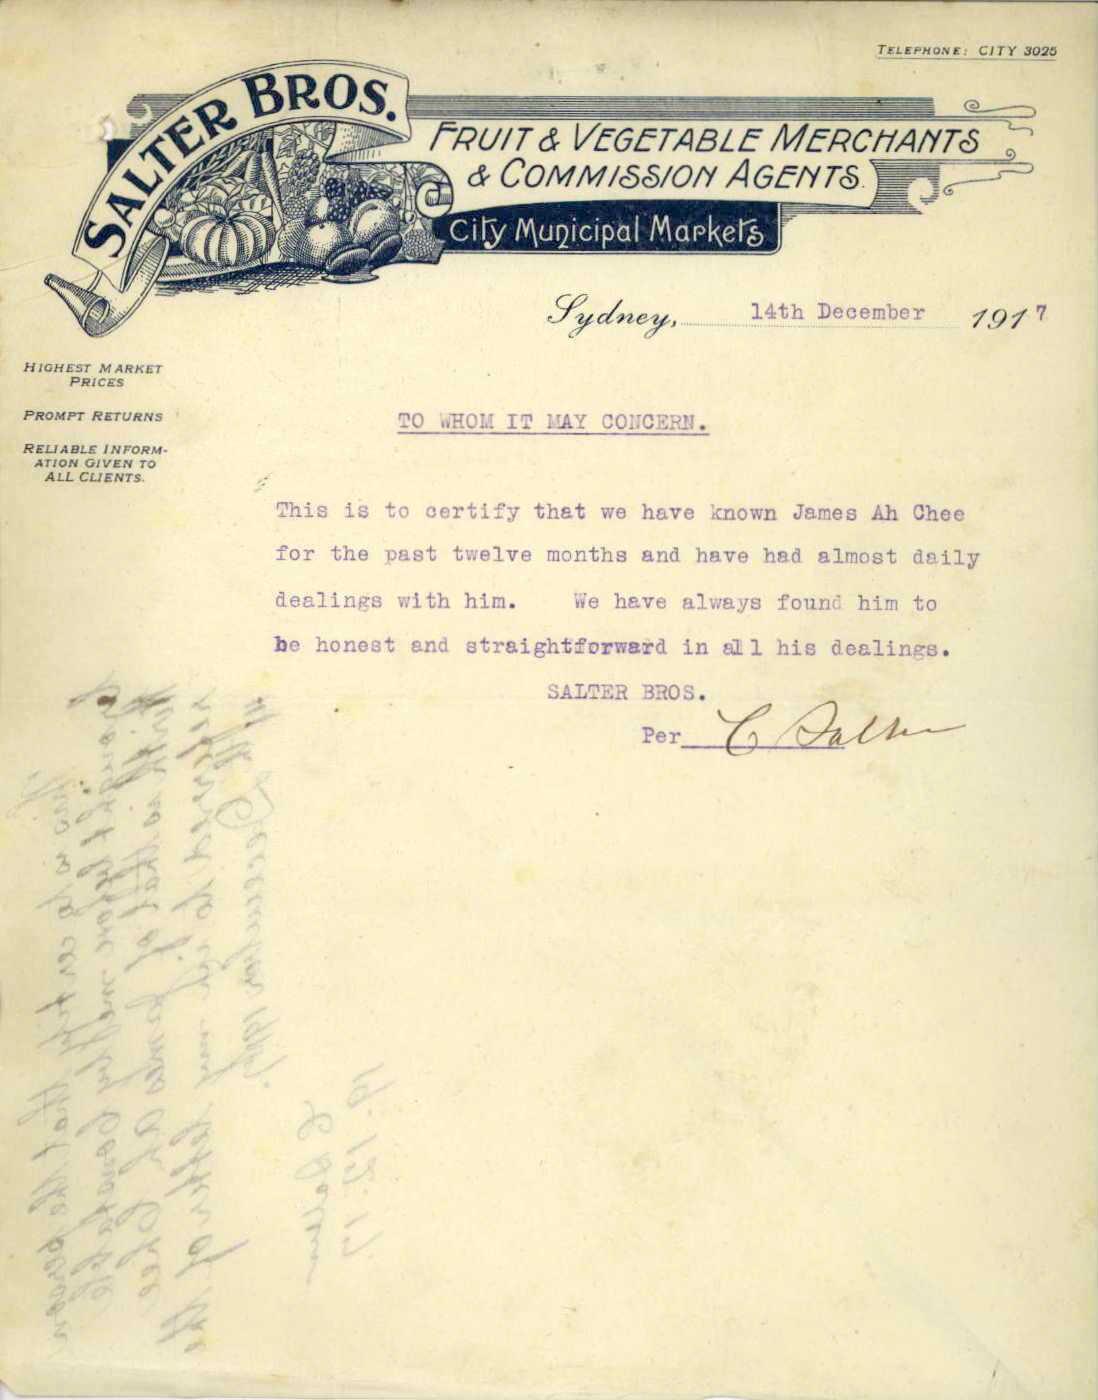 TELEPHONE: CITY 3025
SALTER BROS.
FRUIT & VEGETABLE MERCHANTS
& COMMISSION AGENTS.
City Municipal Markets
Sydney, 14th December 1917
HIGHEST MARKET
PRICES
PROMPT RETURNS
RELIABLE INFORM-
ATION GIVEN TO
ALL CLIENTS.
TO WHOM IT MAY CONCERN.
This is to certify that we have known James Ah Chee
for the past twelve months and have had almost daily
dealings with him. We have always found him to
be honest and straightforward in all his dealings.
SALTER BROS.
Per C Salter